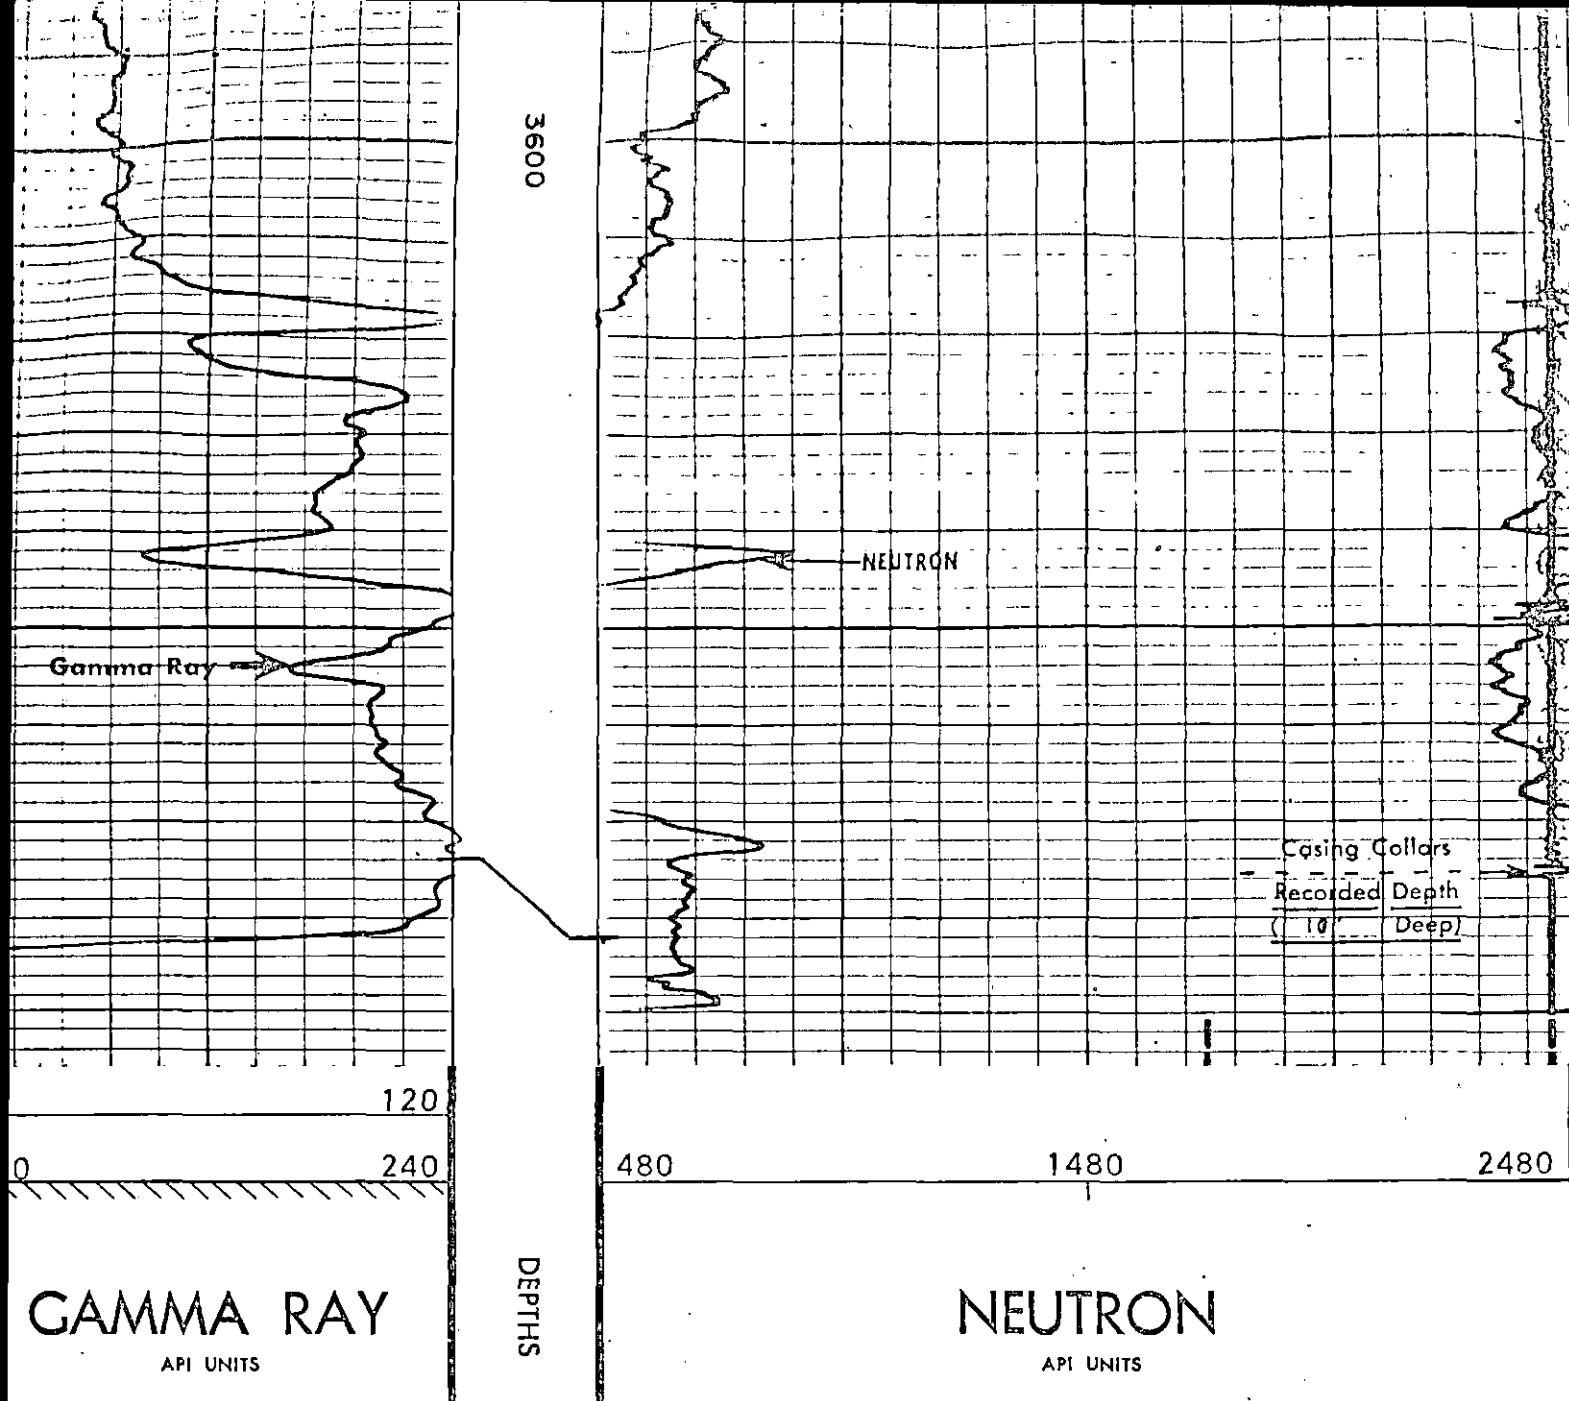 3600
NEUTRON
Gamma Ray
Casing Collars
Recorded Depth
( 10' Deep)
120
0 240
480 1480 2480
DEPTHS
GAMMA RAY
API UNITS
NEUTRON
API UNITS